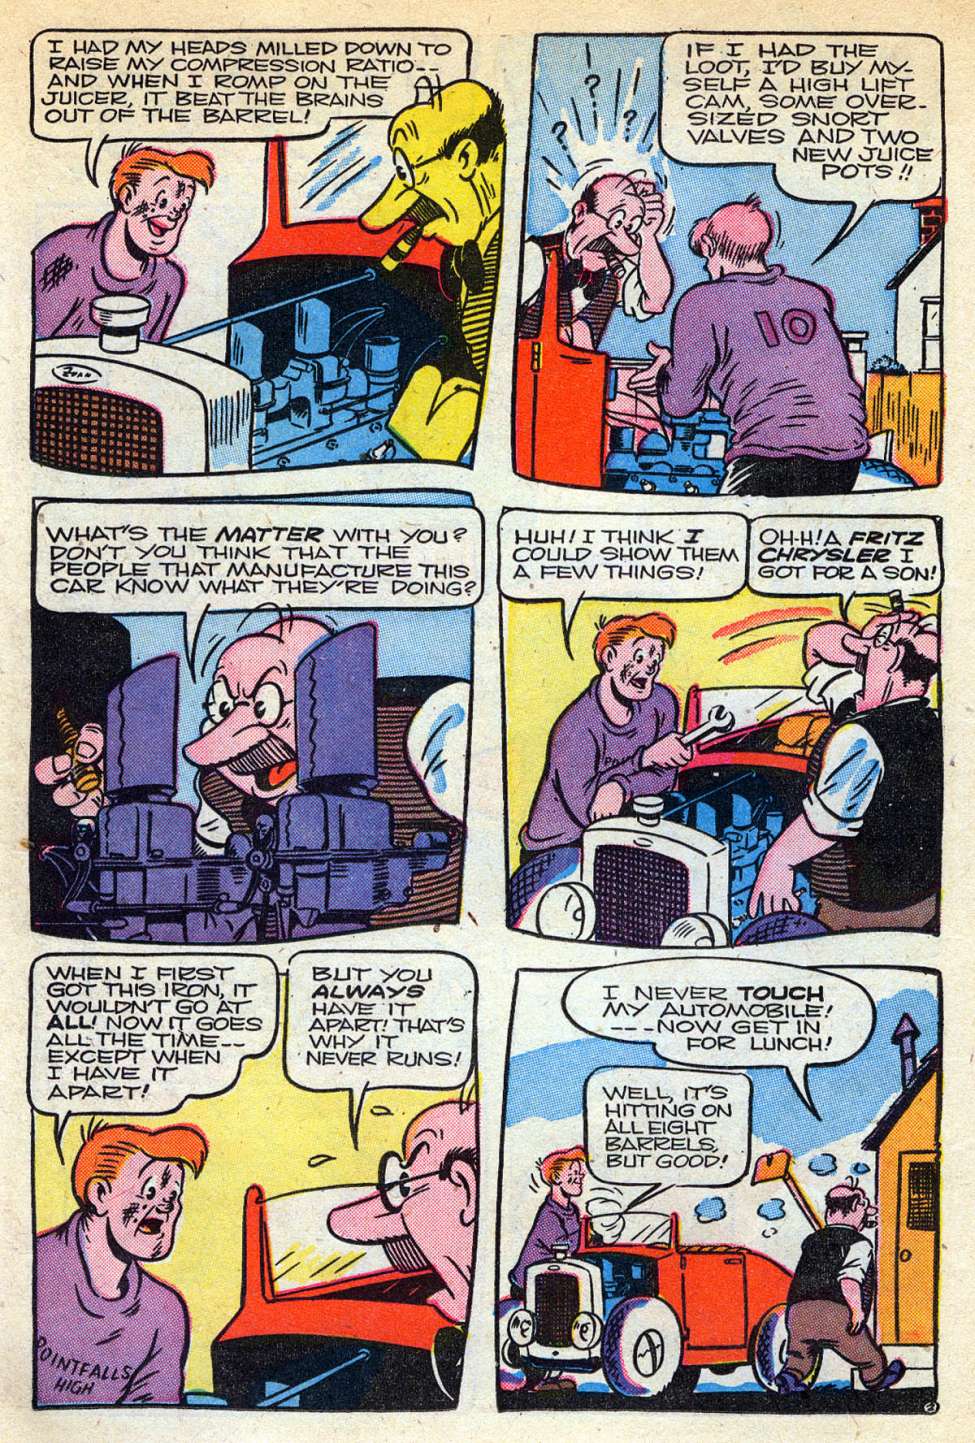 I HAD MY HEADS MILLED DOWN TO
RAISE MY COMPRESSION RATIO--
AND WHEN I ROMP ON THE
JUICER, IT BEAT THE BRAINS
OUT OF THE BARREL!
IF I HAD THE
LOOT, I'D BUY MY-
SELF A HIGH LIFT
CAM, SOME OVER-
SIZED SNORT
VALVES AND TWO
NEW JUICE
POTS!!
?
?
?
?
10
WHAT'S THE MATTER WITH YOU?
DON'T YOU THINK THAT THE
PEOPLE THAT MANUFACTURE THIS
CAR KNOW WHAT THEY'RE DOING?
HUH! I THINK I
COULD SHOW THEM
A FEW THINGS!
OH-H! A FRITZ
CHRYSLER I
GOT FOR A SON!
WHEN I FIRST
GOT THIS IRON, IT
WOULDN'T GO AT
ALL! NOW IT GOES
ALL THE TIME--
EXCEPT WHEN
I HAVE IT
APART!
BUT YOU
ALWAYS
HAVE IT
APART! THAT'S
WHY IT
NEVER RUNS!
POINTFALLS
HIGH
I NEVER TOUCH
MY AUTOMOBILE!
---NOW GET IN
FOR LUNCH!
WELL, IT'S
HITTING ON
ALL EIGHT
BARRELS,
BUT GOOD!